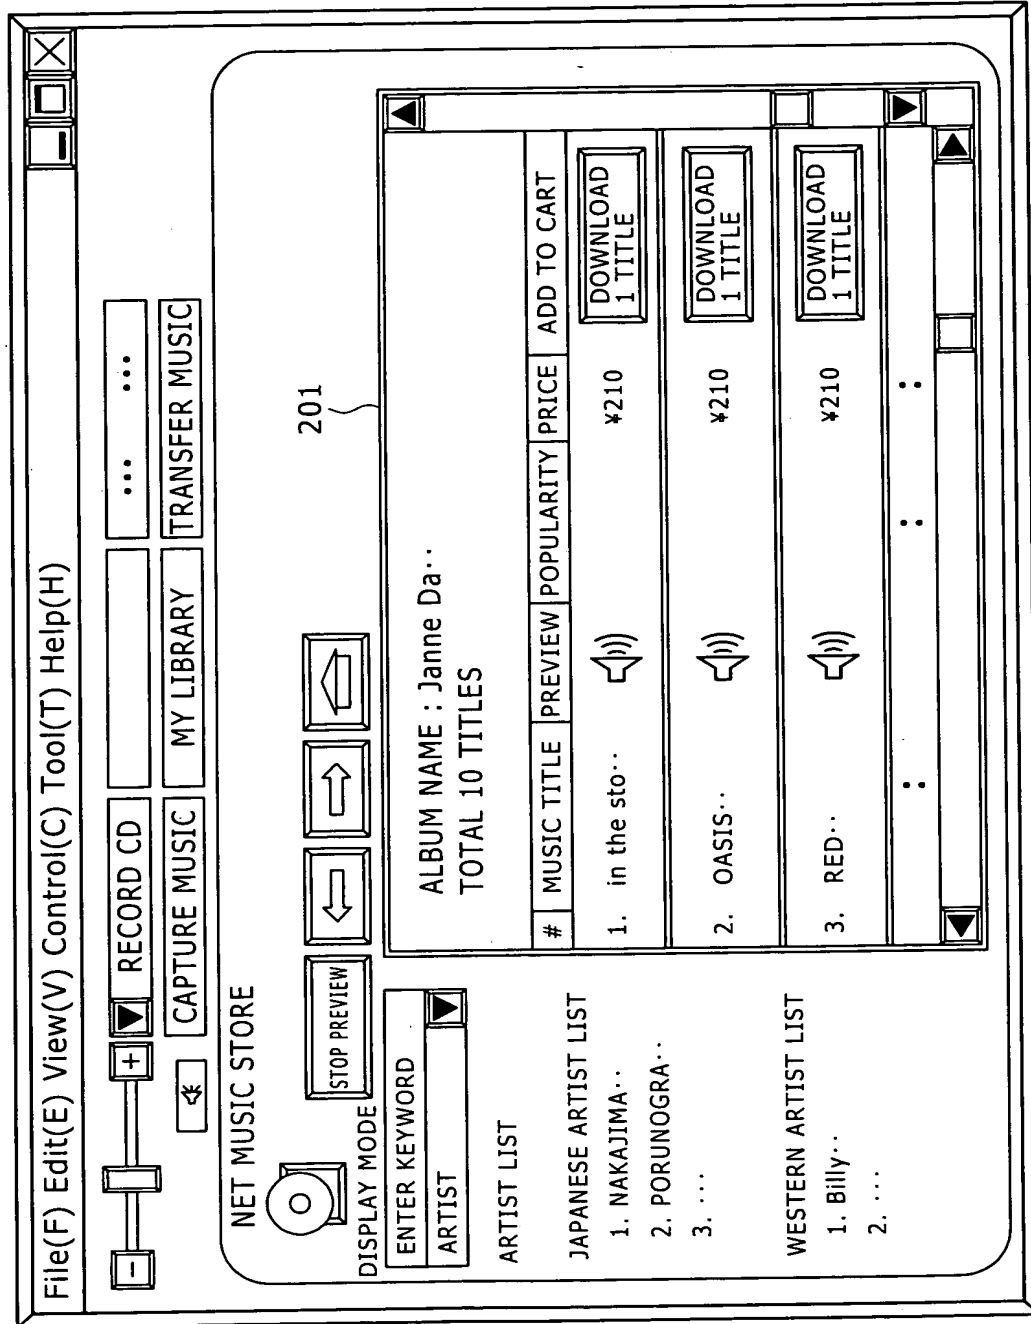 File(F) Edit(E) View(V) Control(C) Tool(T) Help(H)
− + RECORD CD ... ...
CAPTURE MUSIC MY LIBRARY TRANSFER MUSIC
NET MUSIC STORE
STOP PREVIEW
201
DISPLAY MODE
ENTER KEYWORD
ARTIST
ARTIST LIST
JAPANESE ARTIST LIST
1. NAKAJIMA··
2. PORUNOGRA··
3. ...
WESTERN ARTIST LIST
1. Billy··
2. ...
ALBUM NAME : Janne Da··
TOTAL 10 TITLES
# MUSIC TITLE PREVIEW POPULARITY PRICE ADD TO CART
1. in the sto·· ¥210 DOWNLOAD
1 TITLE
2. OASIS·· ¥210 DOWNLOAD
1 TITLE
3. RED·· ¥210 DOWNLOAD
1 TITLE
: : :